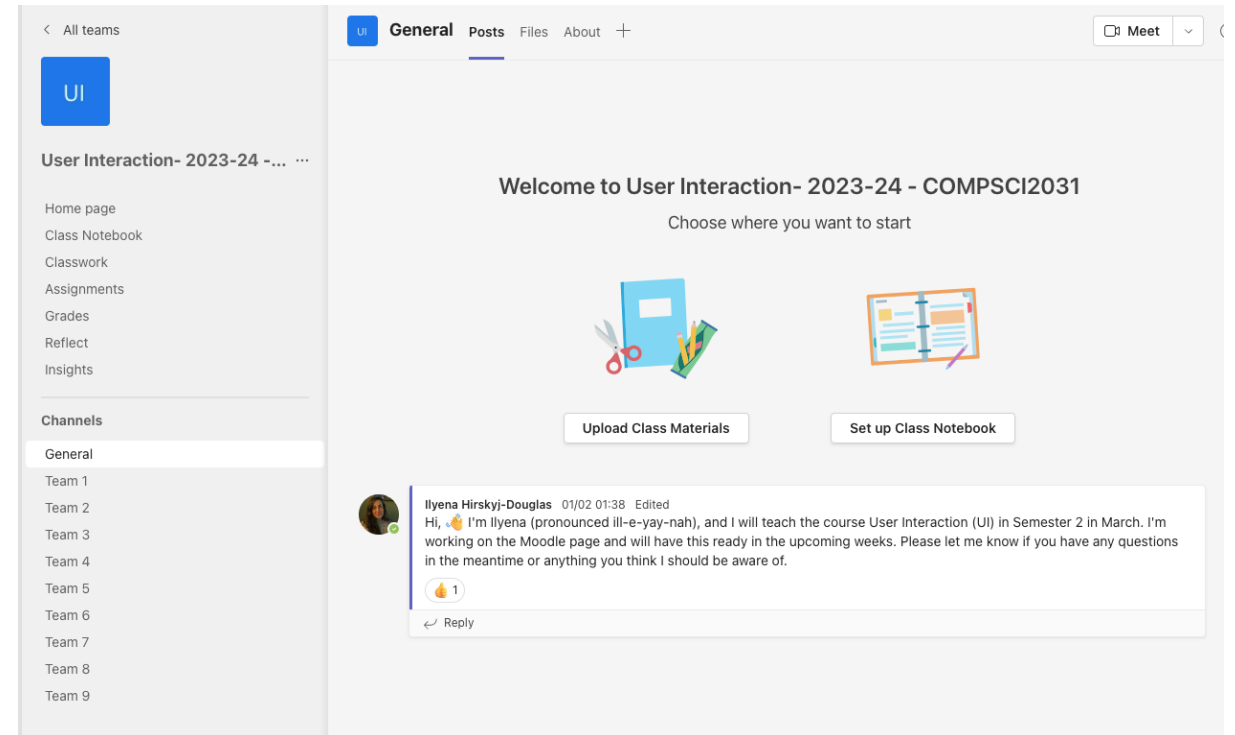 All teams
UI
User Interaction- 2023-24 -... ...
Home page
Class Notebook
Classwork
Assignments
Grades
Reflect
Insights
Channels
General
Team 1
Team 2
Team 3
Team 4
Team 5
Team 6
Team 7
Team 8
Team 9
UI General Posts Files About +
Meet
Welcome to User Interaction- 2023-24 - COMPSCI2031
Choose where you want to start
Upload Class Materials
Set up Class Notebook
Ilyena Hirskyj-Douglas 01/02 01:38 Edited
Hi, 👋 I'm Ilyena (pronounced ill-e-yay-nah), and I will teach the course User Interaction (UI) in Semester 2 in March. I'm
working on the Moodle page and will have this ready in the upcoming weeks. Please let me know if you have any questions
in the meantime or anything you think I should be aware of.
👍 1
Reply